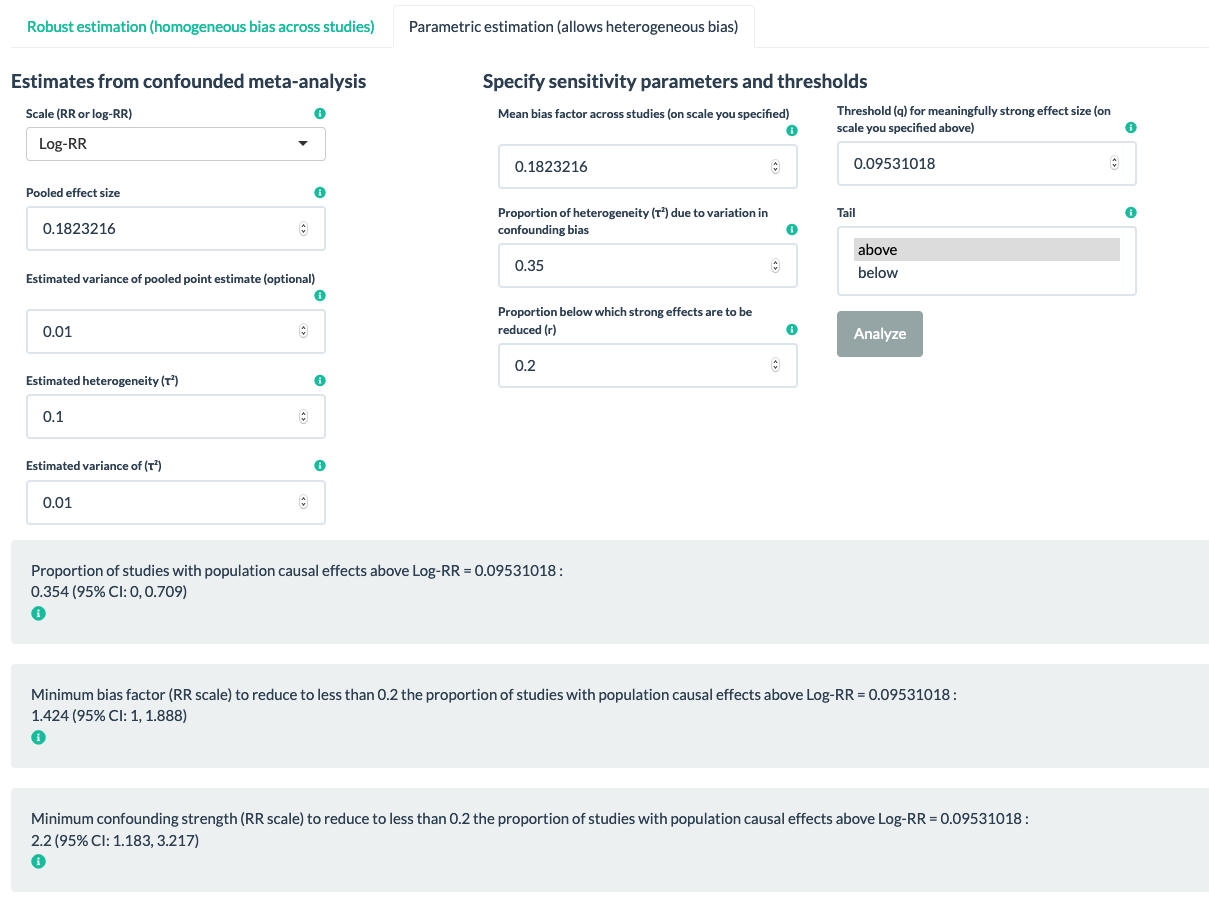 Robust estimation (homogeneous bias across studies)
Parametric estimation (allows heterogeneous bias)
Estimates from confounded meta-analysis
Scale (RR or log-RR)
Log-RR
Pooled effect size
0.1823216
Estimated variance of pooled point estimate (optional)
0.01
Estimated heterogeneity (τ²)
0.1
Estimated variance of (τ²)
0.01
Specify sensitivity parameters and thresholds
Mean bias factor across studies (on scale you specified)
0.1823216
Proportion of heterogeneity (τ²) due to variation in
confounding bias
0.35
Proportion below which strong effects are to be
reduced (r)
0.2
Threshold (q) for meaningfully strong effect size (on
scale you specified above)
0.09531018
Tail
above
below
Analyze
Proportion of studies with population causal effects above Log-RR = 0.09531018 :
0.354 (95% CI: 0, 0.709)
Minimum bias factor (RR scale) to reduce to less than 0.2 the proportion of studies with population causal effects above Log-RR = 0.09531018 :
1.424 (95% CI: 1, 1.888)
Minimum confounding strength (RR scale) to reduce to less than 0.2 the proportion of studies with population causal effects above Log-RR = 0.09531018 :
2.2 (95% CI: 1.183, 3.217)